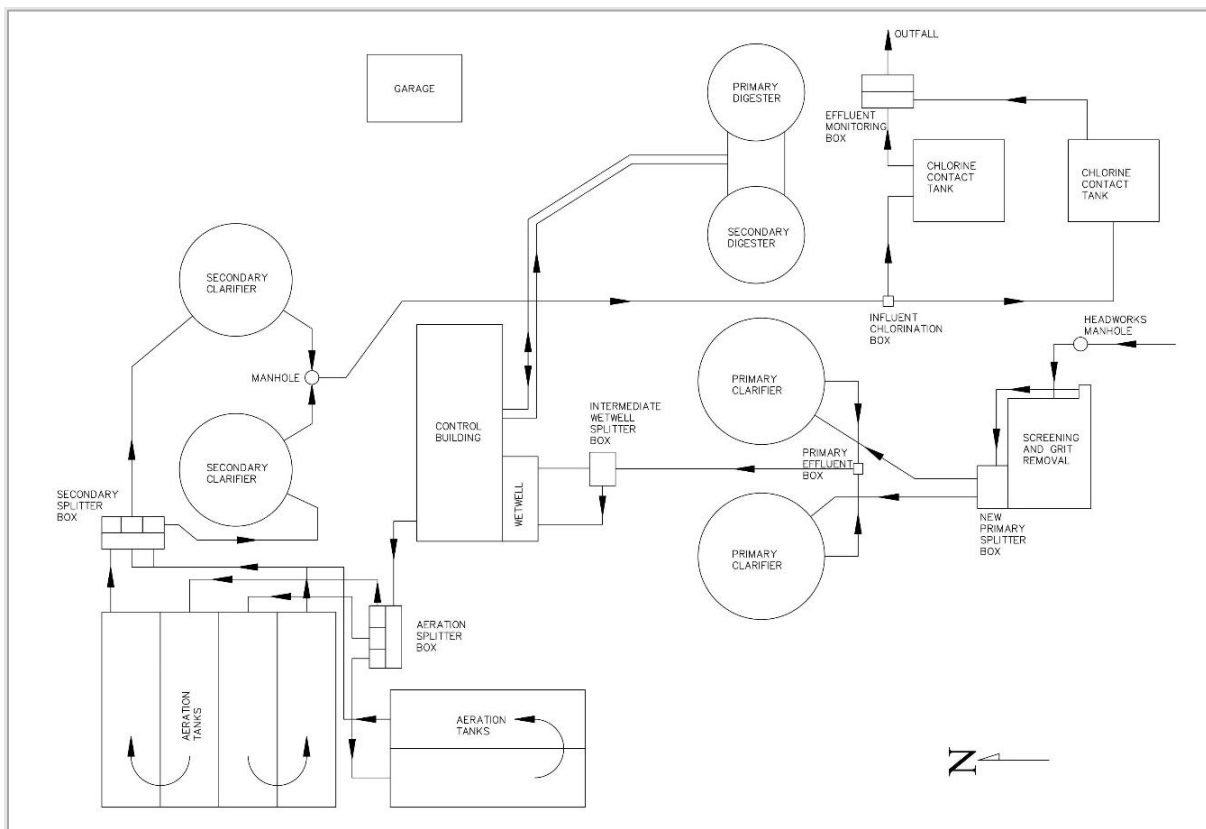 OUTFALL
GARAGE
PRIMARY
DIGESTER
EFFLUENT
MONITORING
BOX
CHLORINE
CONTACT
TANK
CHLORINE
CONTACT
TANK
SECONDARY
DIGESTER
SECONDARY
CLARIFIER
INFLUENT
CHLORINATION
BOX
HEADWORKS
MANHOLE
MANHOLE
PRIMARY
CLARIFIER
INTERMEDIATE
WETWELL
SPLITTER
BOX
CONTROL
BUILDING
SCREENING
AND GRIT
REMOVAL
PRIMARY
EFFLUENT
BOX
SECONDARY
CLARIFIER
SECONDARY
SPLITTER
BOX
WETWELL
NEW
PRIMARY
SPLITTER
BOX
PRIMARY
CLARIFIER
AERATION
SPLITTER
BOX
AERATION
TANKS
AERATION
TANKS
N